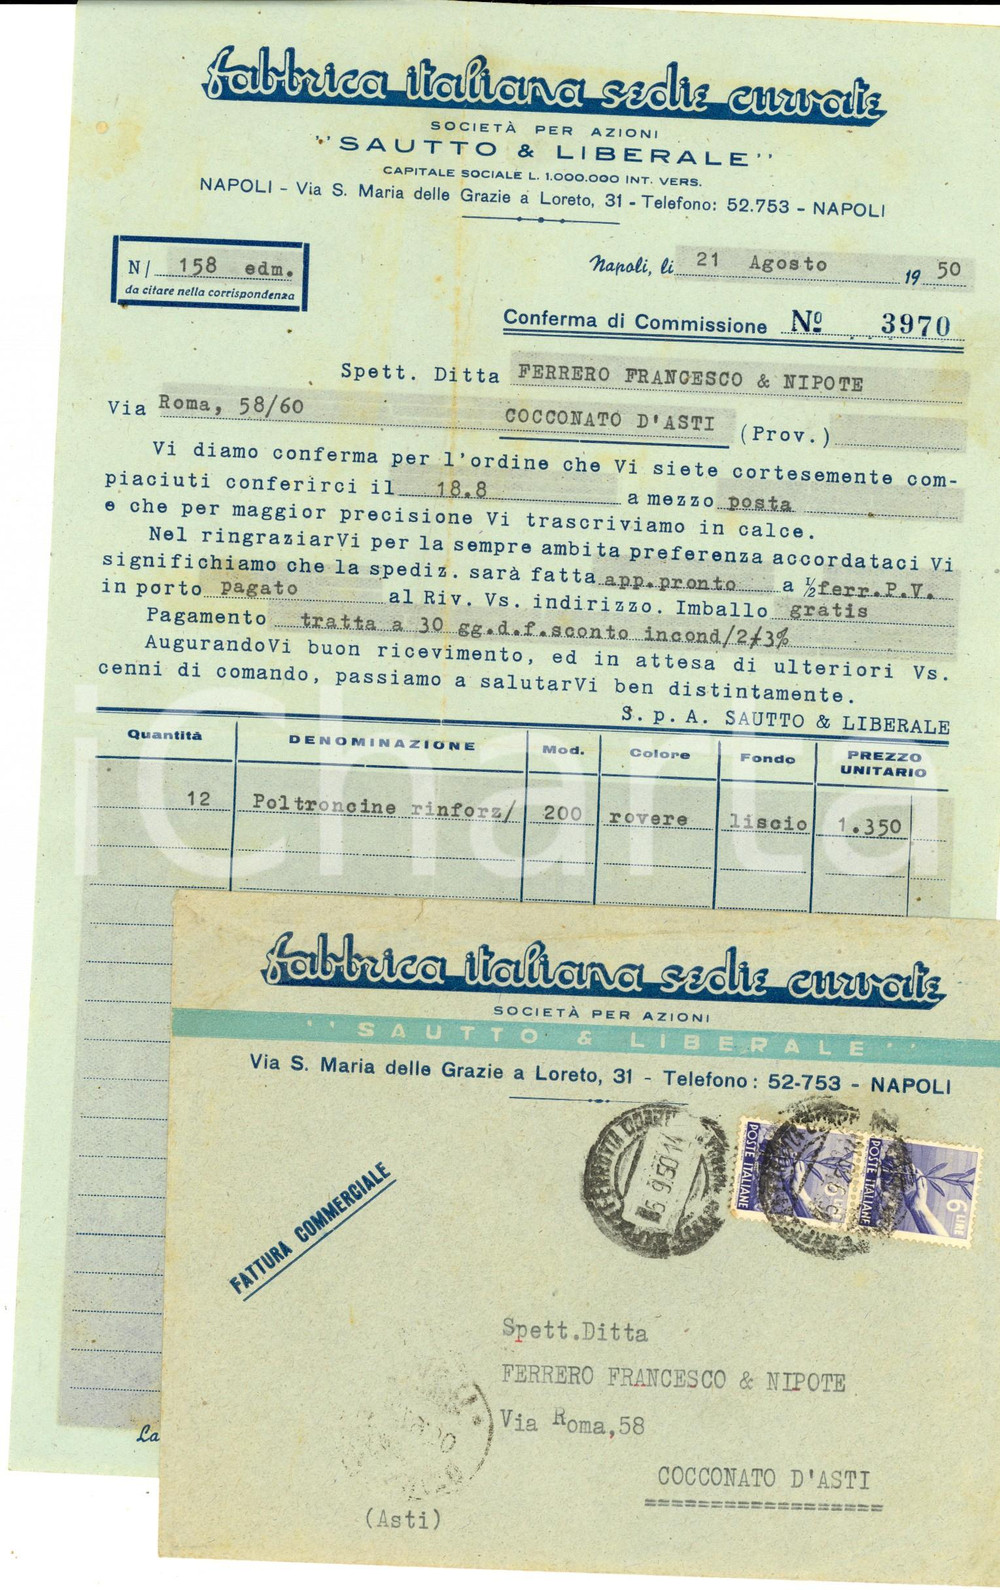 fabbrica italiana sedie curvate
SOCIETÀ PER AZIONI
"SAUTTO & LIBERALE"
CAPITALE SOCIALE L. 1.000.000 INT. VERS.
NAPOLI - Via S. Maria delle Grazie a Loreto, 31 - Telefono: 52.753 - NAPOLI
N/ 158 edm.
da citare nella corrispondenza
Napoli, li 21 Agosto 19 50
Conferma di Commissione Nº 3970
Spett. Ditta FERRERO FRANCESCO & NIPOTE
Via Roma, 58/60 COCCONATO D'ASTI (Prov.)
Vi diamo conferma per l'ordine che Vi siete cortesemente com-
piaciuti conferirci il 18.8 a mezzo posta
e che per maggior precisione Vi trascriviamo in calce.
Nel ringraziarVi per la sempre ambita preferenza accordataci Vi
significhiamo che la spediz. sarà fatta app.pronto a ½ ferr.P.V.
in porto pagato al Riv. Vs. indirizzo. Imballo gratis
Pagamento tratta a 30 gg.d.f.sconto incond/2+3%
AugurandoVi buon ricevimento, ed in attesa di ulteriori Vs.
cenni di comando, passiamo a salutarVi ben distintamente.
S. p. A. SAUTTO & LIBERALE
Quantità DENOMINAZIONE Mod. Colore Fondo PREZZO UNITARIO
12 Poltroncine rinforz/ 200 rovere liscio 1.350
iCharta
La
fabbrica italiana sedie curvate
SOCIETÀ PER AZIONI
"SAUTTO & LIBERALE"
Via S. Maria delle Grazie a Loreto, 31 - Telefono: 52-753 - NAPOLI
FATTURA COMMERCIALE
POSTE ITALIANE
POSTE ITALIANE
6 LIRE
Spett.Ditta
FERRERO FRANCESCO & NIPOTE
Via Roma,58
COCCONATO D'ASTI
(Asti)